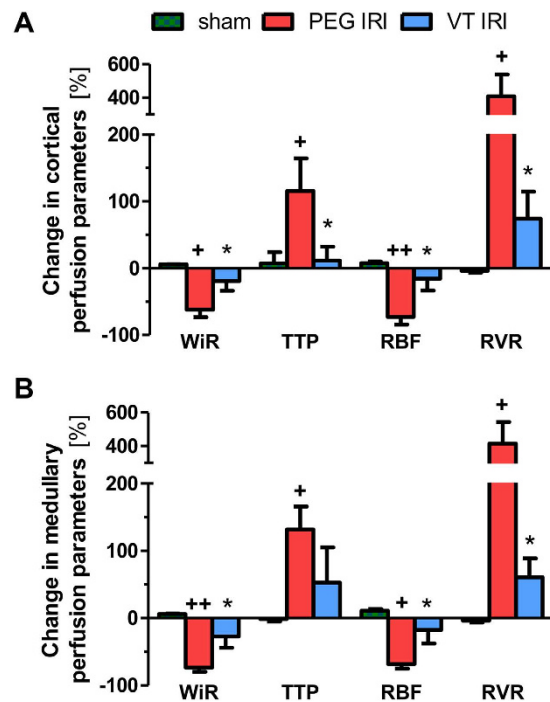 A
sham PEG IRI VT IRI
Change in cortical
perfusion parameters [%]
600
400
200
100
0
-100
+ * + * ++ * + *
WiR TTP RBF RVR
B
Change in medullary
perfusion parameters [%]
600
400
200
100
0
-100
++ * + + * + *
WiR TTP RBF RVR